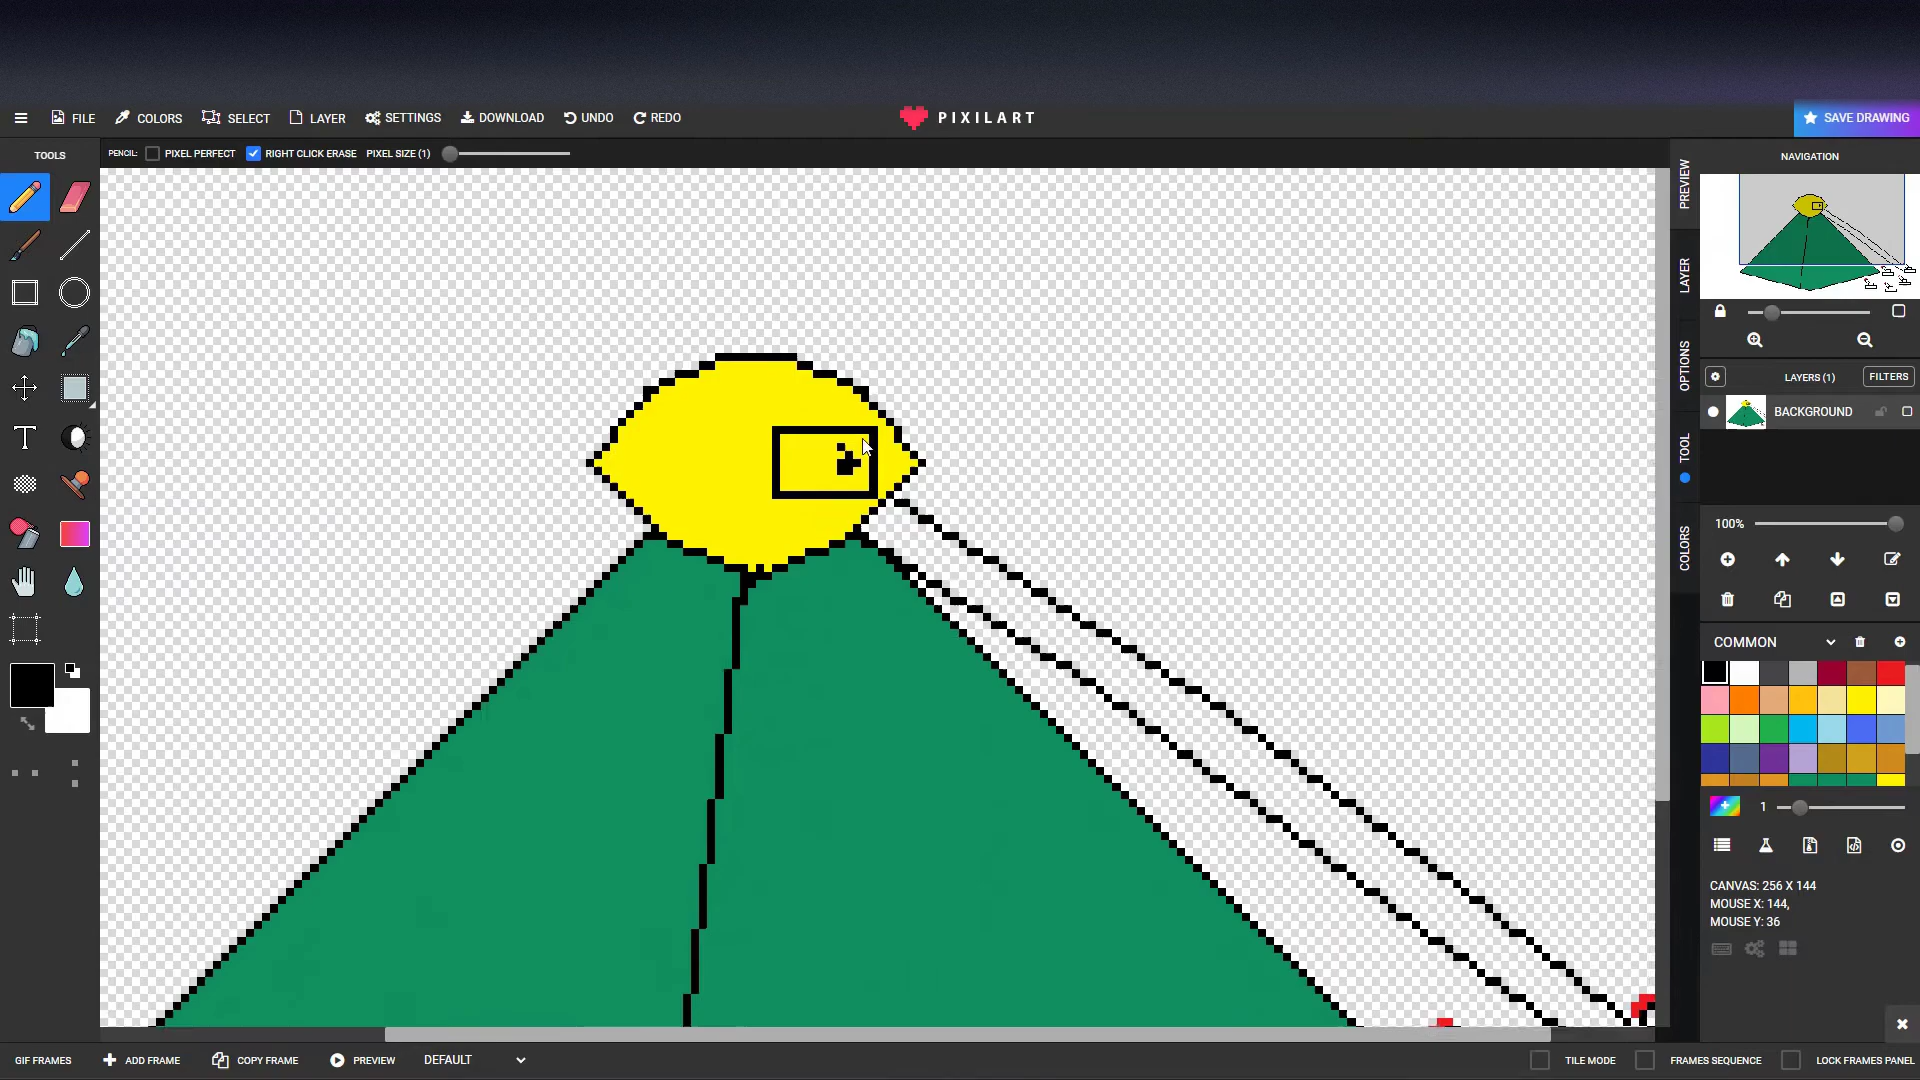 FILE COLORS SELECT LAYER SETTINGS DOWNLOAD UNDO REDO PIXILART SAVE DRAWING
TOOLS PENCIL: PIXEL PERFECT RIGHT CLICK ERASE PIXEL SIZE (1)
PREVIEW
LAYER
OPTIONS
TOOL
COLORS
NAVIGATION
LAYERS (1) FILTERS
BACKGROUND
100%
COMMON
1
CANVAS: 256 X 144
MOUSE X: 144,
MOUSE Y: 36
GIF FRAMES ADD FRAME COPY FRAME PREVIEW DEFAULT TILE MODE FRAMES SEQUENCE LOCK FRAMES PANEL